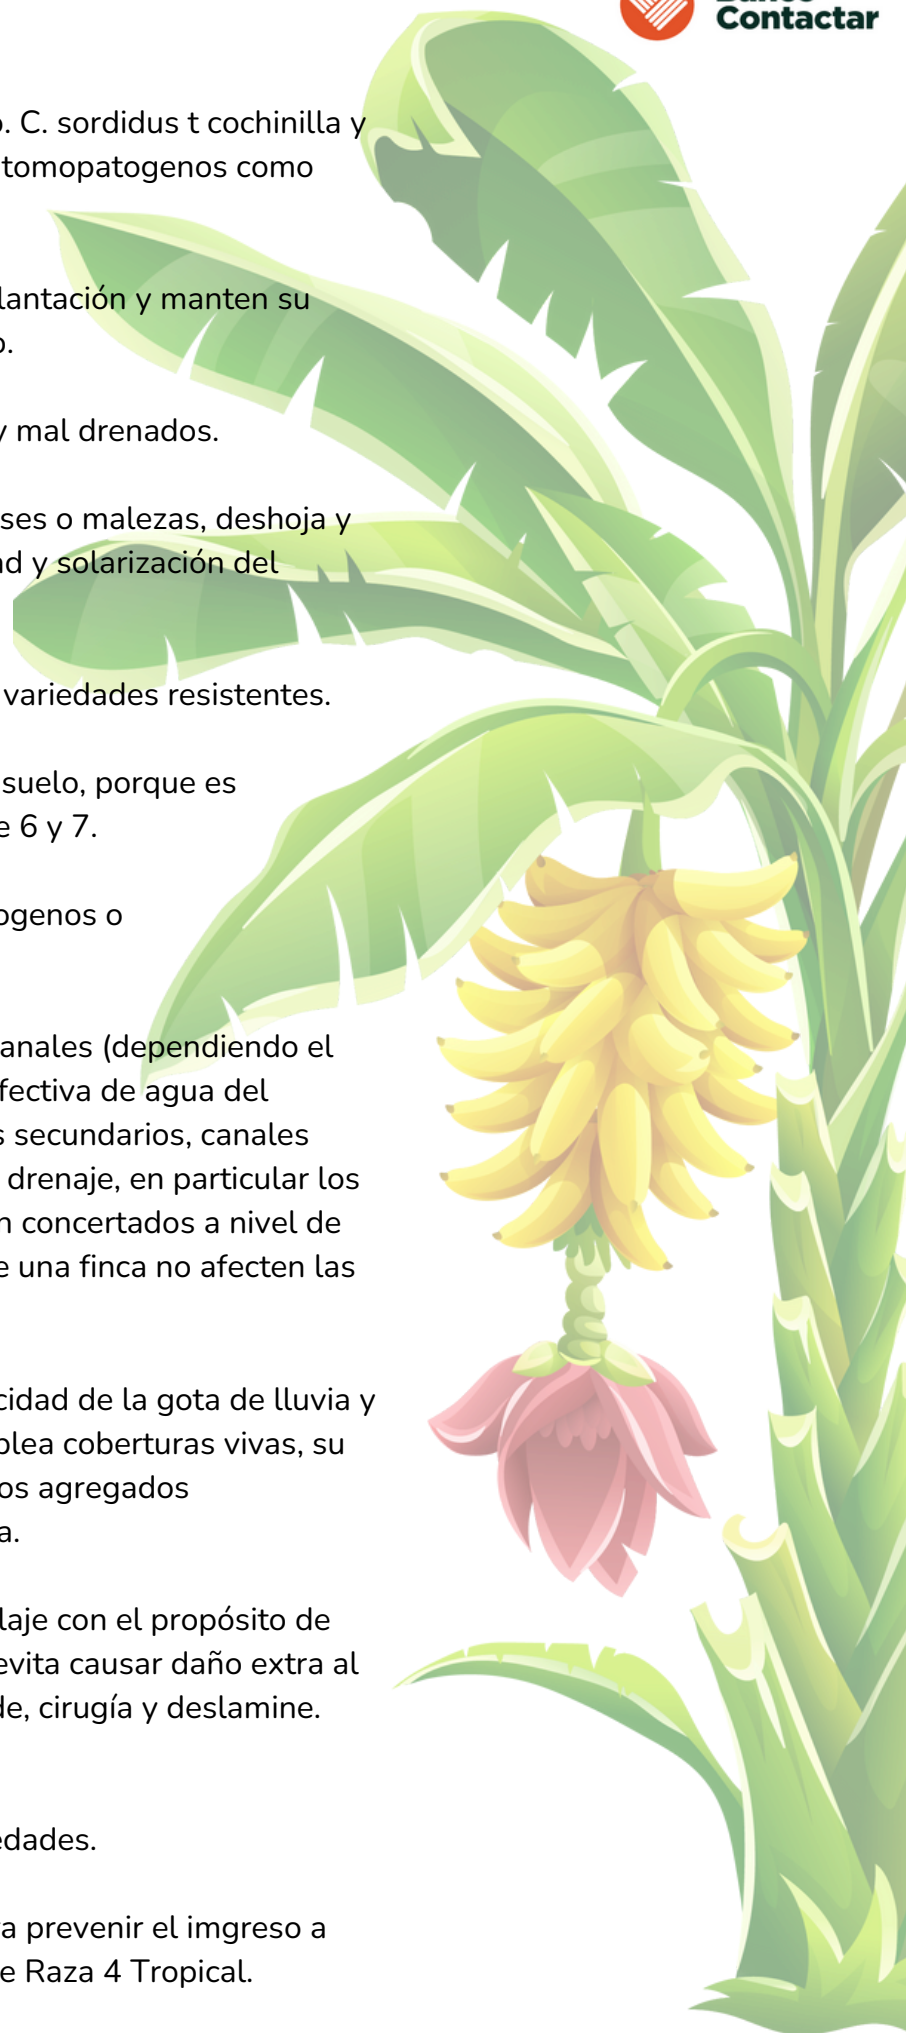 Contactar
o. C. sordidus t cochinilla y
tomopatogenos como
lantación y manten su
o.
y mal drenados.
ses o malezas, deshoja y
ad y solarización del
variedades resistentes.
suelo, porque es
e 6 y 7.
ogenos o
anales (dependiendo el
fectiva de agua del
s secundarios, canales
drenaje, en particular los
n concertados a nivel de
e una finca no afecten las
cidad de la gota de lluvia y
plea coberturas vivas, su
os agregados
a.
laje con el propósito de
evita causar daño extra al
de, cirugía y deslamine.
edades.
a prevenir el imgreso a
e Raza 4 Tropical.